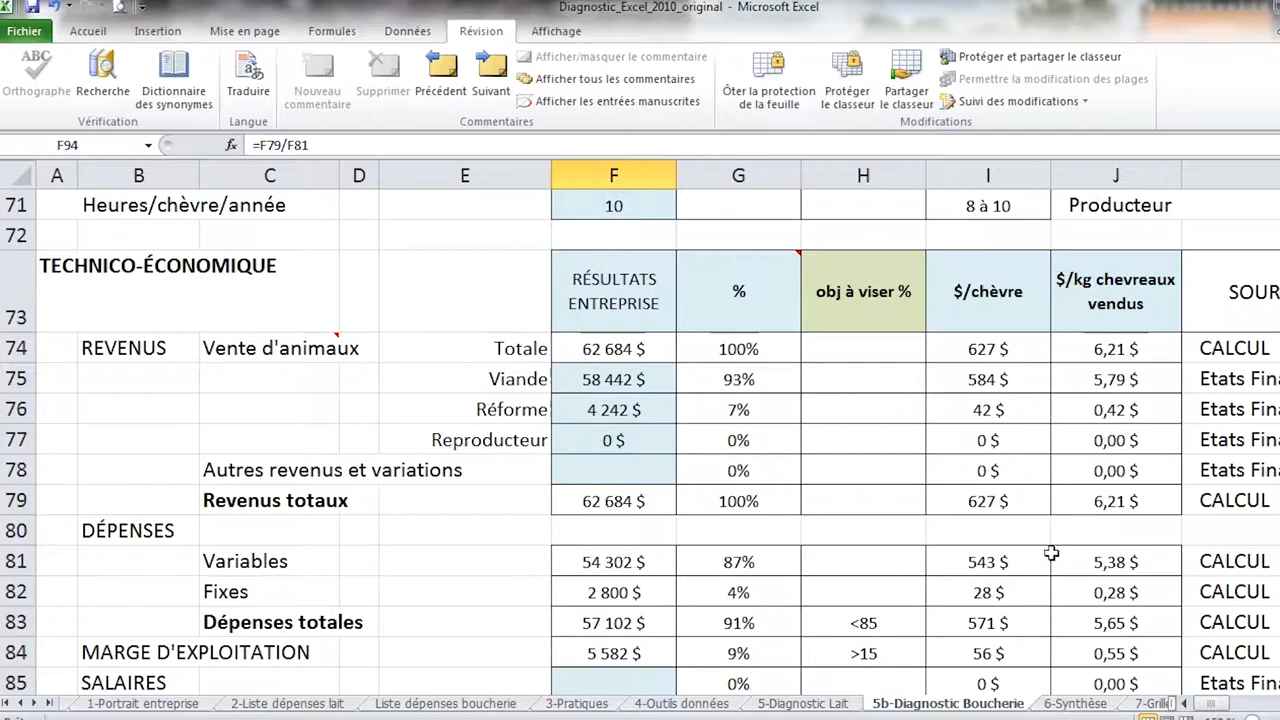 Diagnostic_Excel_2010_original - Microsoft Excel
Fichier Accueil Insertion Mise en page Formules Données Révision Affichage
ABC Orthographe Recherche Dictionnaire des synonymes
Vérification
Traduire
Langue
Nouveau commentaire Supprimer Précédent Suivant
Afficher/masquer le commentaire
Afficher tous les commentaires
Afficher les entrées manuscrites
Commentaires
Ôter la protection de la feuille Protéger le classeur Partager le classeur
Protéger et partager le classeur
Permettre la modification des plages
Suivi des modifications
Modifications
F94 fx =F79/F81
A B C D E F G H I J
71 Heures/chèvre/année 10 8 à 10 Producteur
72
73 TECHNICO-ÉCONOMIQUE RÉSULTATS ENTREPRISE % obj à viser % $/chèvre $/kg chevreaux vendus SOUR
74 REVENUS Vente d'animaux Totale 62 684 $ 100% 627 $ 6,21 $ CALCUL
75 Viande 58 442 $ 93% 584 $ 5,79 $ Etats Fina
76 Réforme 4 242 $ 7% 42 $ 0,42 $ Etats Fina
77 Reproducteur 0 $ 0% 0 $ 0,00 $ Etats Fina
78 Autres revenus et variations 0% 0 $ 0,00 $ Etats Fina
79 Revenus totaux 62 684 $ 100% 627 $ 6,21 $ CALCUL
80 DÉPENSES
81 Variables 54 302 $ 87% 543 $ 5,38 $ CALCUL
82 Fixes 2 800 $ 4% 28 $ 0,28 $ CALCUL
83 Dépenses totales 57 102 $ 91% <85 571 $ 5,65 $ CALCUL
84 MARGE D'EXPLOITATION 5 582 $ 9% >15 56 $ 0,55 $ CALCUL
85 SALAIRES 0% 0 $ 0,00 $ Etats Fina
1-Portrait entreprise 2-Liste dépenses lait Liste dépenses boucherie 3-Pratiques 4-Outils données 5-Diagnostic Lait 5b-Diagnostic Boucherie 6-Synthèse 7-Grille